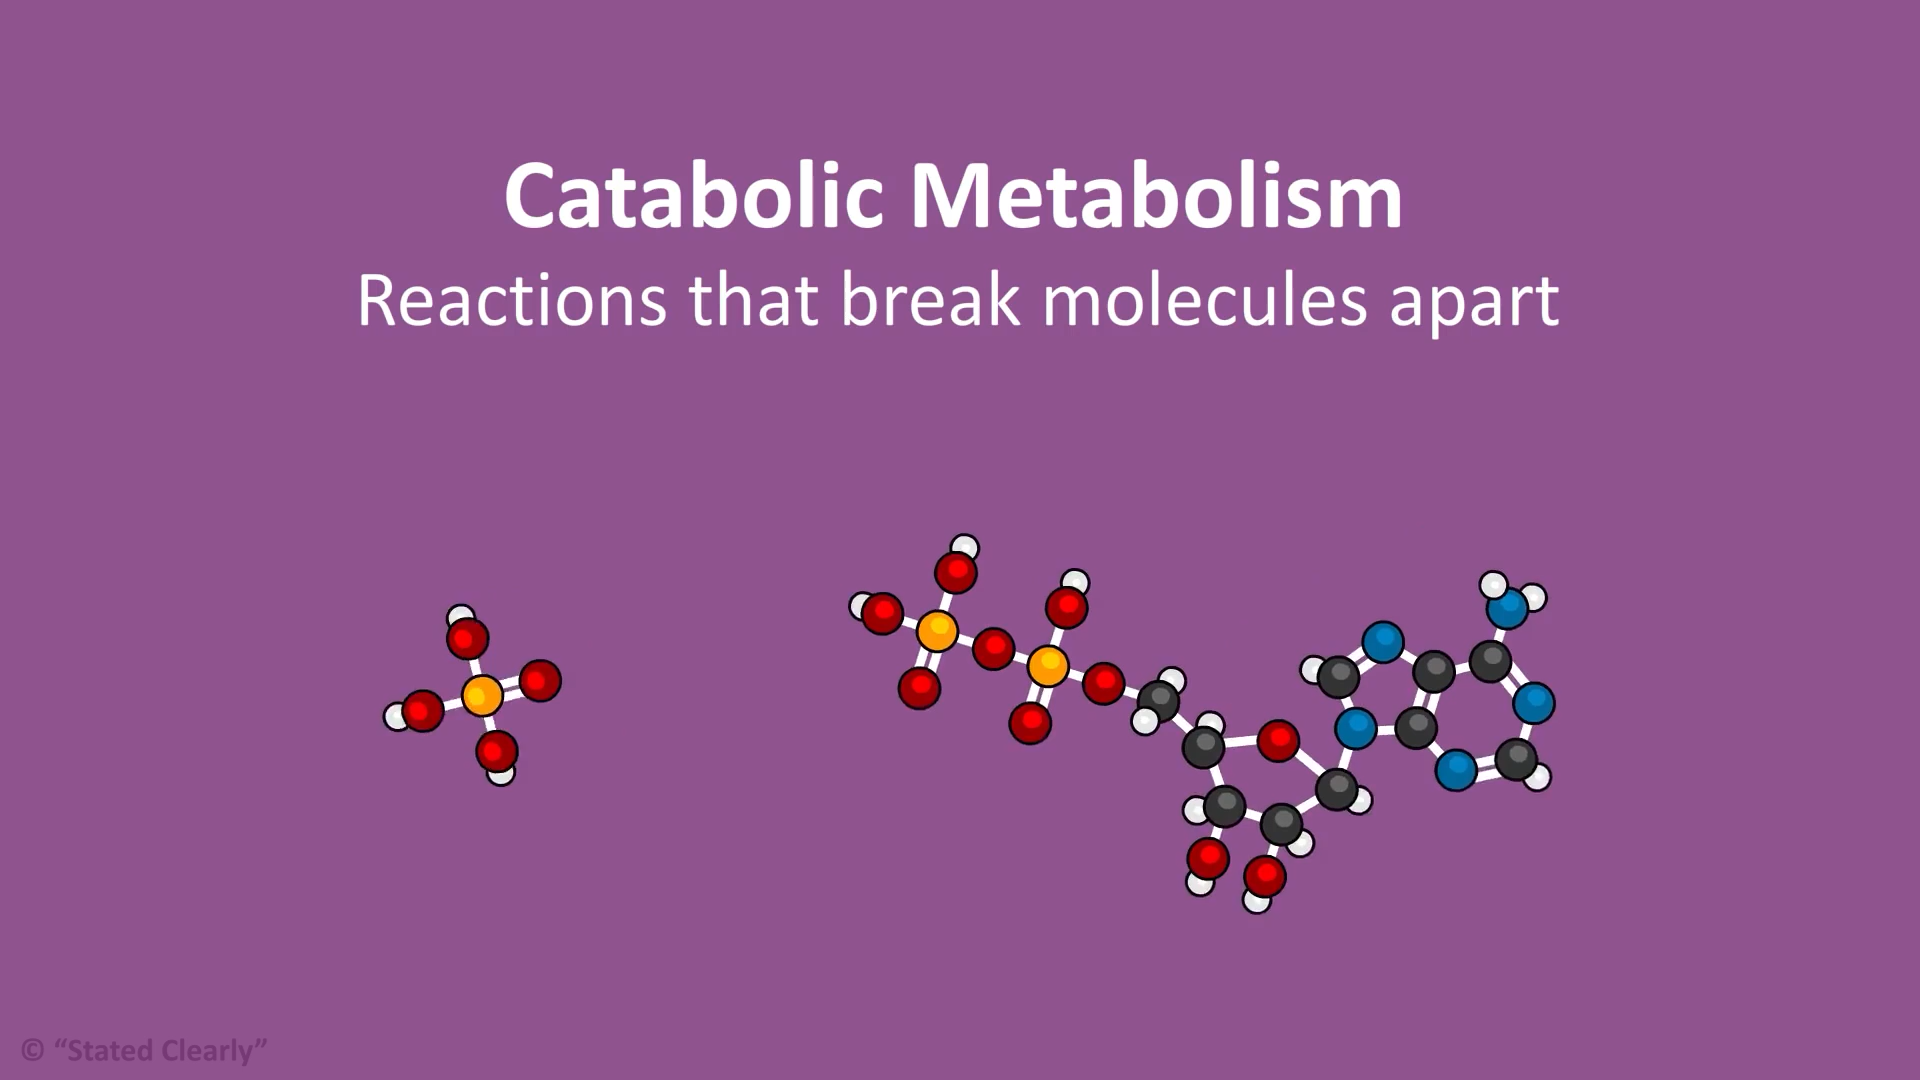 Catabolic Metabolism
Reactions that break molecules apart
© “Stated Clearly”